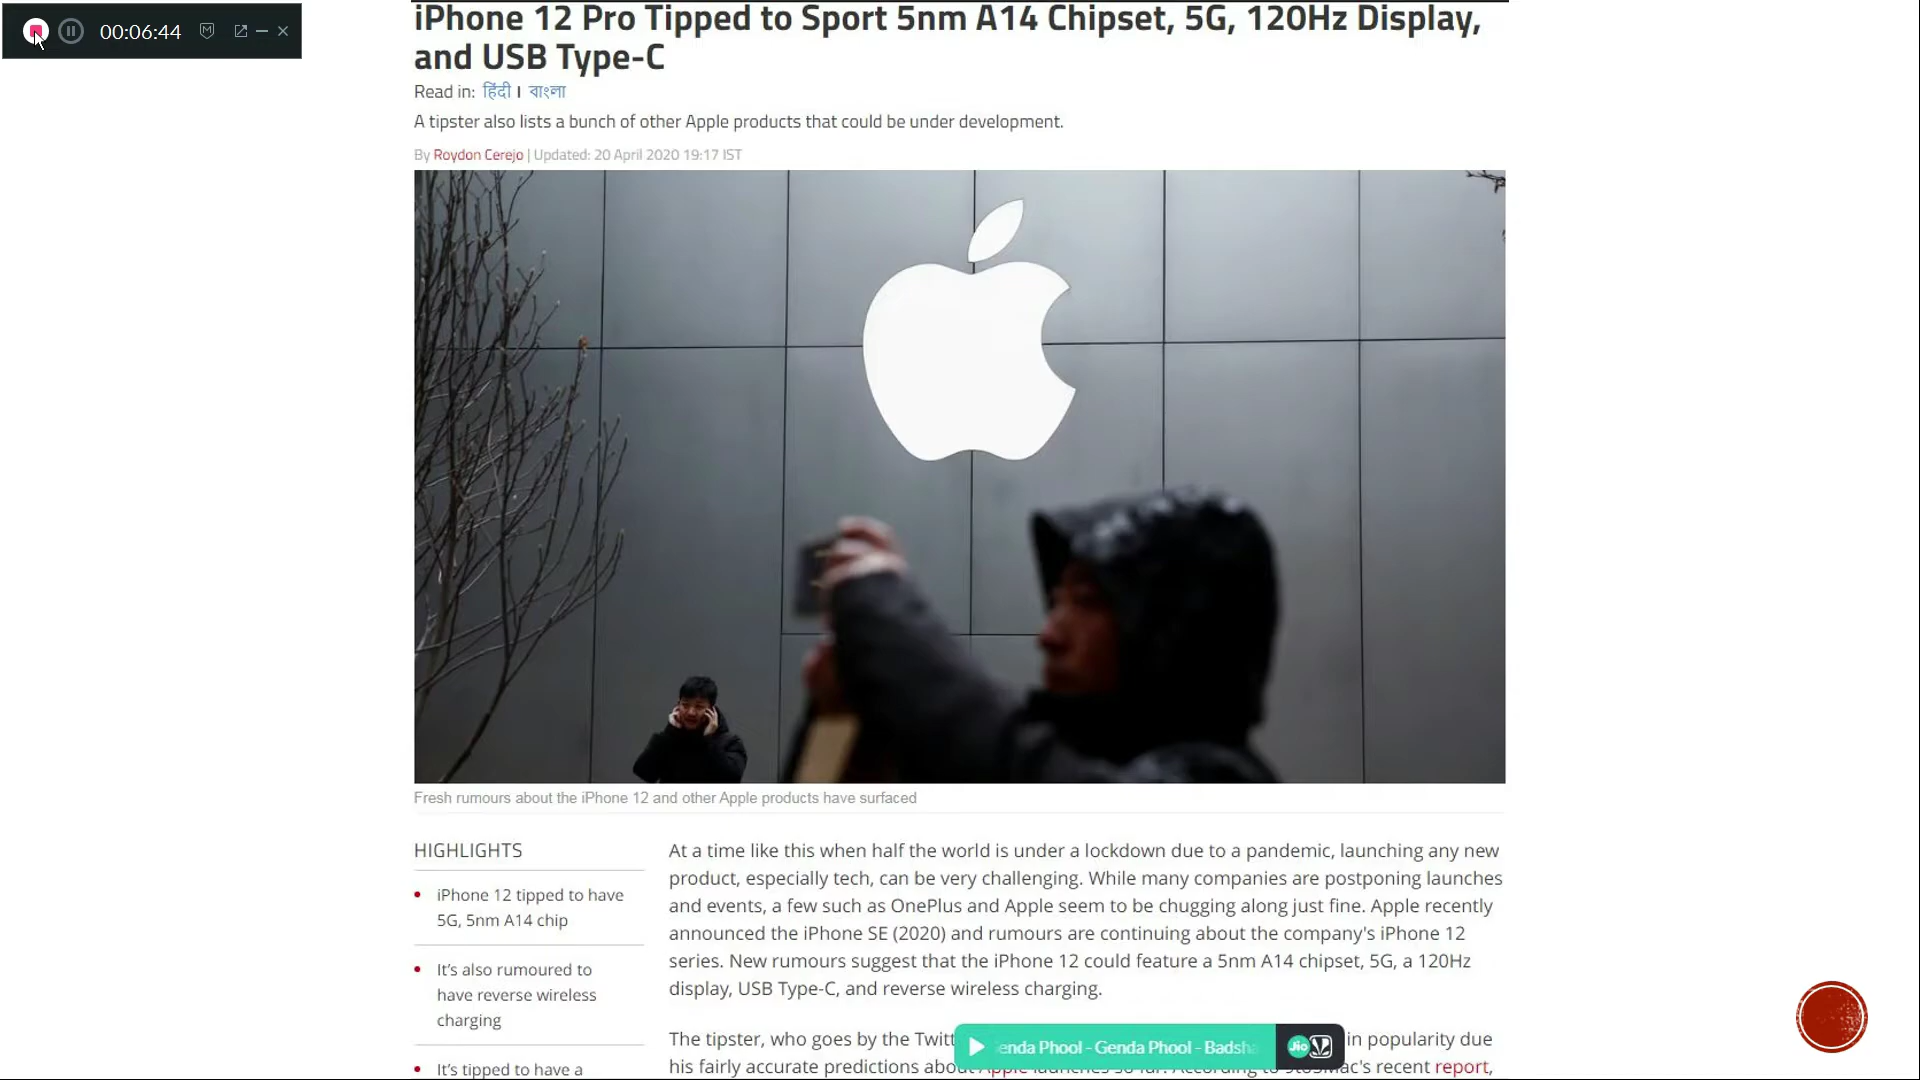 00:06:44
iPhone 12 Pro Tipped to Sport 5nm A14 Chipset, 5G, 120Hz Display,
and USB Type-C
Read in: हिंदी | বাংলা
A tipster also lists a bunch of other Apple products that could be under development.
By Roydon Cerejo | Updated: 20 April 2020 19:17 IST
Fresh rumours about the iPhone 12 and other Apple products have surfaced
HIGHLIGHTS
iPhone 12 tipped to have
5G, 5nm A14 chip
It's also rumoured to
have reverse wireless
charging
It's tipped to have a
At a time like this when half the world is under a lockdown due to a pandemic, launching any new
product, especially tech, can be very challenging. While many companies are postponing launches
and events, a few such as OnePlus and Apple seem to be chugging along just fine. Apple recently
announced the iPhone SE (2020) and rumours are continuing about the company's iPhone 12
series. New rumours suggest that the iPhone 12 could feature a 5nm A14 chipset, 5G, a 120Hz
display, USB Type-C, and reverse wireless charging.
The tipster, who goes by the in popularity due
his fairly accurate predictions recent report,
Phool - Genda Phool - Jio